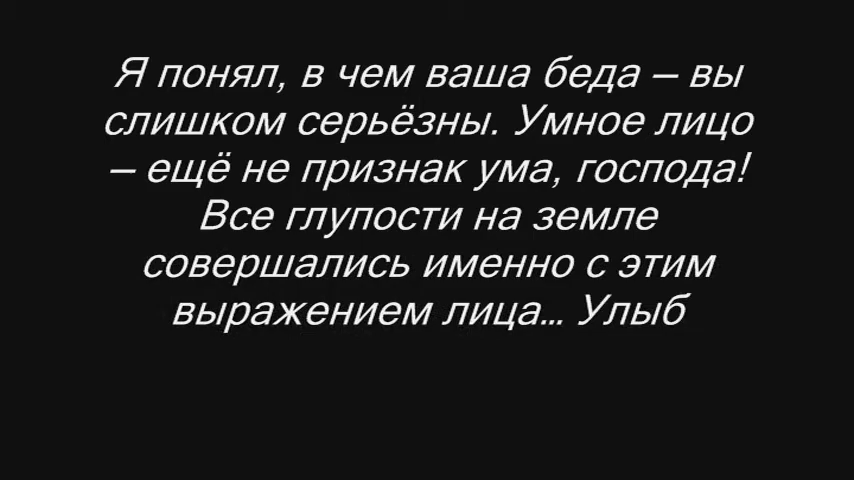 Я понял, в чем ваша беда – вы
слишком серьёзны. Умное лицо
– ещё не признак ума, господа!
Все глупости на земле
совершались именно с этим
выражением лица… Улыб